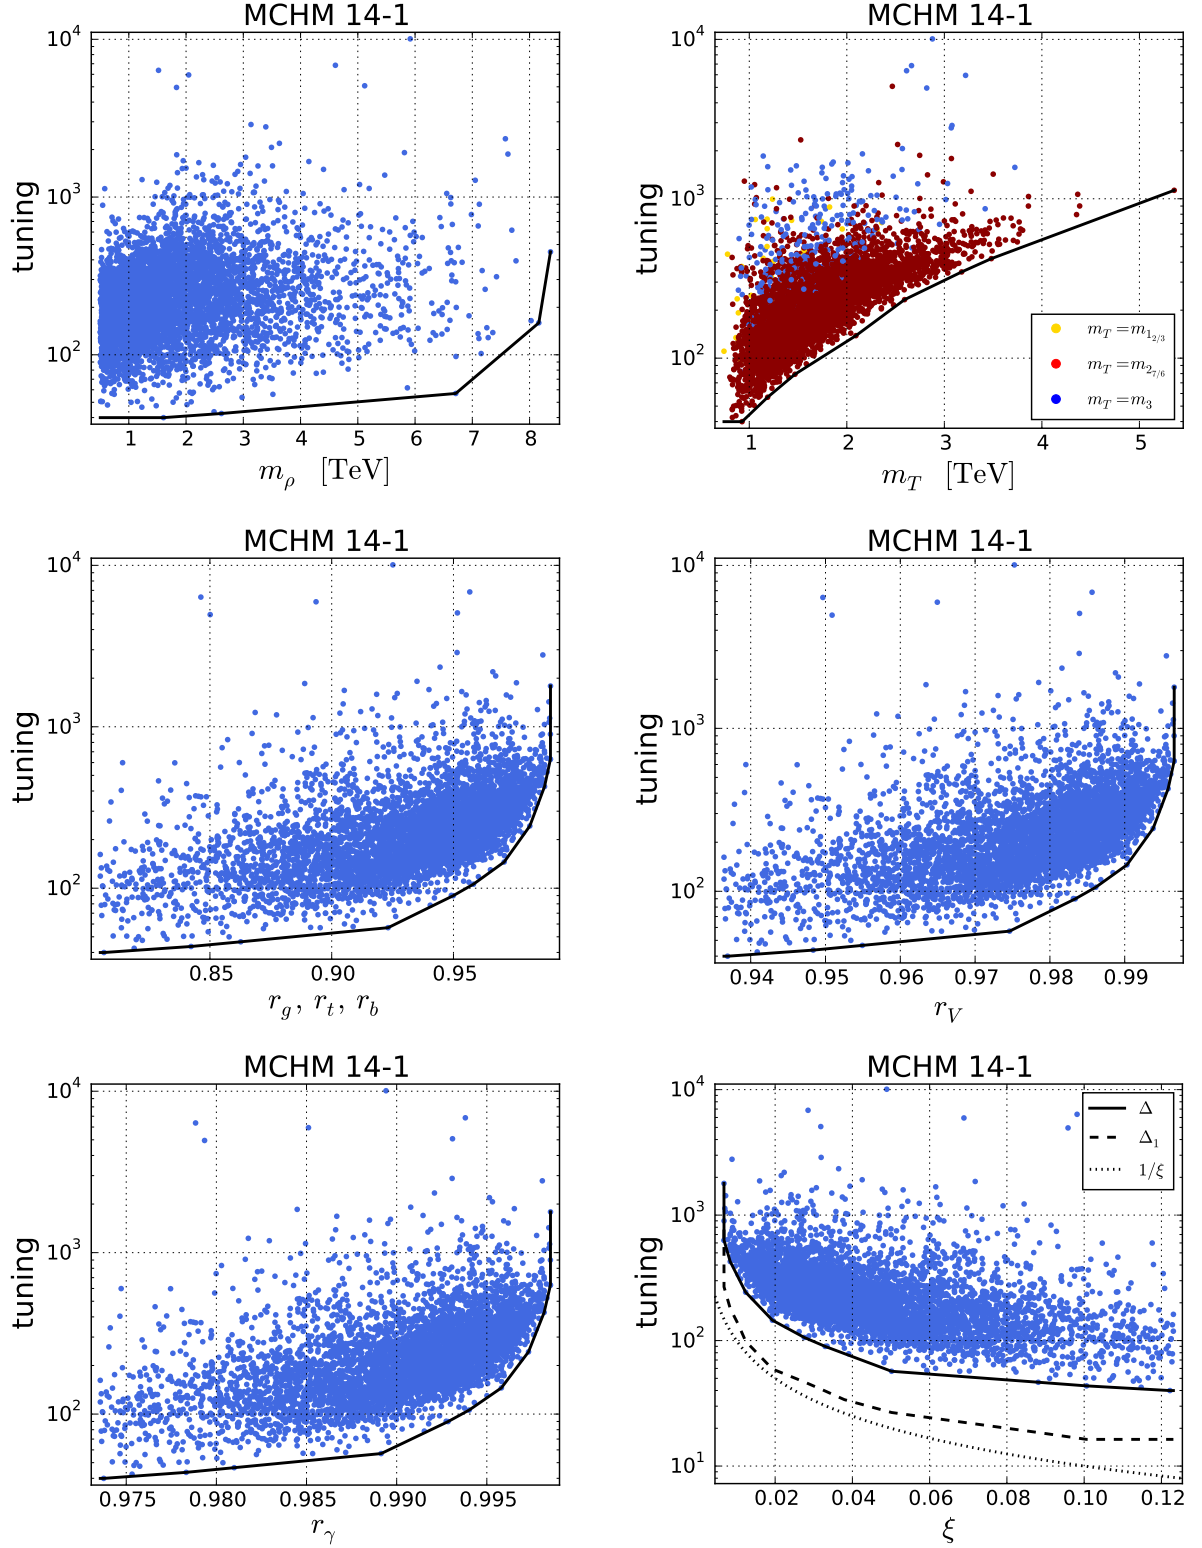 MCHM 14-1
tuning
10^4
10^3
10^2
1 2 3 4 5 6 7 8
m_ρ [TeV]
MCHM 14-1
tuning
10^4
10^3
10^2
m_T = m_{1_{2/3}}
m_T = m_{2_{7/6}}
m_T = m_3
1 2 3 4 5
m_T [TeV]
MCHM 14-1
tuning
10^4
10^3
10^2
0.85 0.90 0.95
r_g, r_t, r_b
MCHM 14-1
tuning
10^4
10^3
10^2
0.94 0.95 0.96 0.97 0.98 0.99
r_V
MCHM 14-1
tuning
10^4
10^3
10^2
0.975 0.980 0.985 0.990 0.995
r_γ
MCHM 14-1
tuning
10^4
10^3
10^2
10^1
Δ
Δ_1
1/ξ
0.02 0.04 0.06 0.08 0.10 0.12
ξ